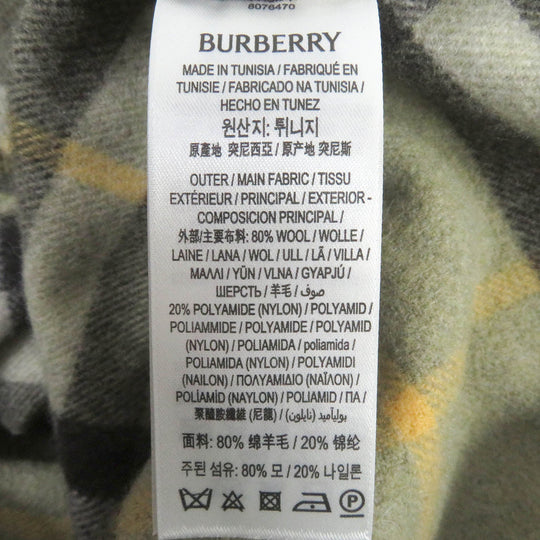 8076470
BURBERRY
MADE IN TUNISIA / FABRIQUÉ EN
TUNISIE / FABRICADO NA TUNISIA /
HECHO EN TUNEZ
원산지: 튀니지
原產地 突尼西亞 / 原产地 突尼斯
OUTER / MAIN FABRIC / TISSU
EXTÉRIEUR / PRINCIPAL / EXTERIOR -
COMPOSICIÓN PRINCIPAL /
外部/主要布料: 80% WOOL / WOLLE /
LAINE / LANA / WOL / ULL / LÃ / VILLA /
ΜΑΛΛΙ / YÜN / VLNA / GYAPJÚ /
ШЕРСТЬ / 羊毛 / صوف /
20% POLYAMIDE (NYLON) / POLYAMID /
POLIAMMIDE / POLYAMIDE / POLYAMID
(NYLON) / POLIAMIDA / poliamida /
POLIAMIDA (NAYLON) / POLIAMIDI
(NAILON) / ΠΟΛΥΑΜΙΔΙΟ (ΝΑΪΛΟΝ) /
POLİAMİD (NAYLON) / POLIAMID / ПА /
聚醯胺纖維 (尼龍) / بوليأميد (نايلون)
面料: 80% 绵羊毛 / 20% 锦纶
주된 섬유: 80% 모 / 20% 나일론
P